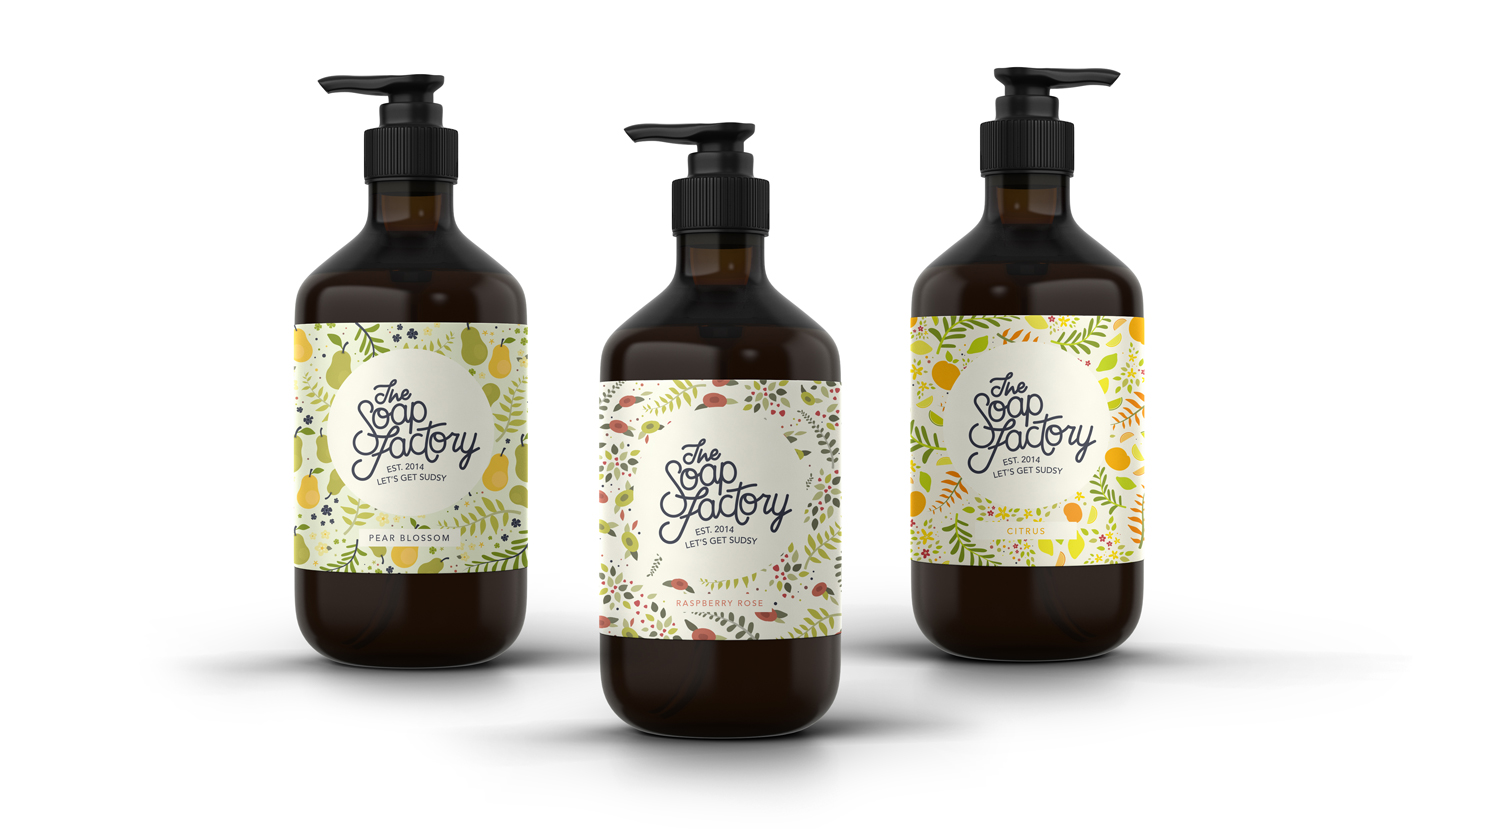 The
Soap
Factory
EST. 2014
LET'S GET SUDSY
PEAR BLOSSOM
The
Soap
Factory
EST. 2014
LET'S GET SUDSY
RASPBERRY ROSE
The
Soap
Factory
EST. 2014
LET'S GET SUDSY
CITRUS